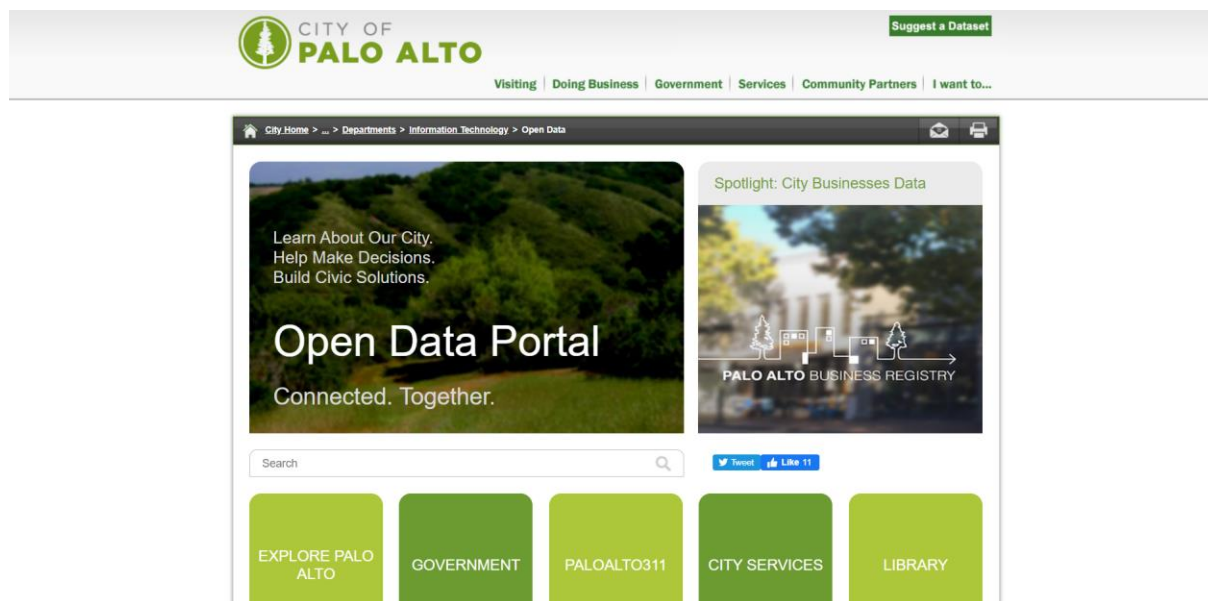 CITY OF
PALO ALTO
Suggest a Dataset
Visiting | Doing Business | Government | Services | Community Partners | I want to...
City Home > ... > Departments > Information Technology > Open Data
Learn About Our City.
Help Make Decisions.
Build Civic Solutions.
Open Data Portal
Connected. Together.
Spotlight: City Businesses Data
PALO ALTO BUSINESS REGISTRY
Search
Tweet
Like 11
EXPLORE PALO
ALTO
GOVERNMENT
PALOALTO311
CITY SERVICES
LIBRARY